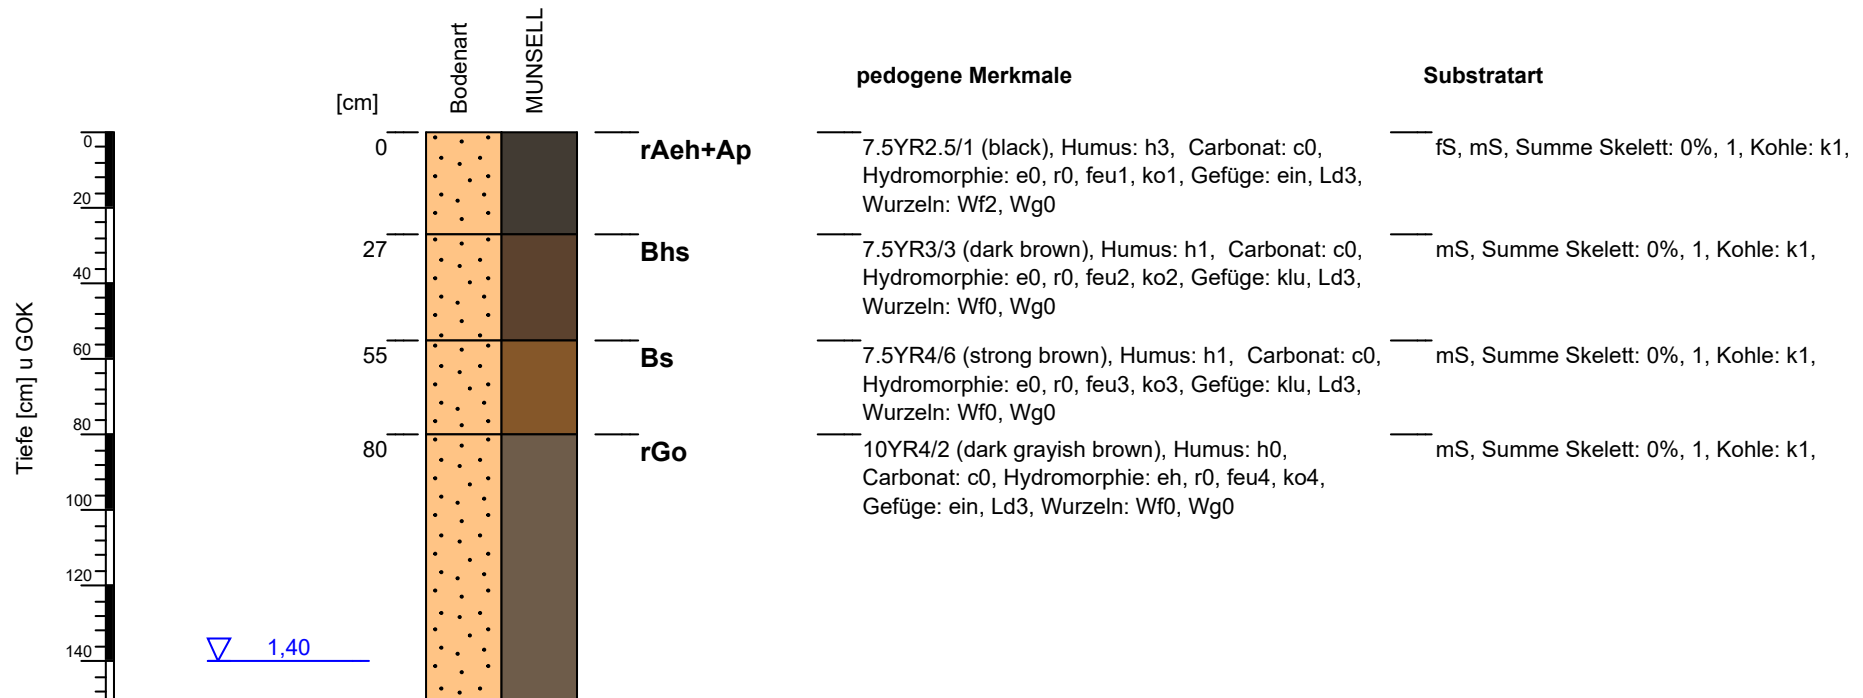 Bodenart
MUNSELL
pedogene Merkmale
Substratart
[cm]
0
0
rAeh+Ap
7.5YR2.5/1 (black), Humus: h3, Carbonat: c0,
Hydromorphie: e0, r0, feu1, ko1, Gefüge: ein, Ld3,
Wurzeln: Wf2, Wg0
fS, mS, Summe Skelett: 0%, 1, Kohle: k1,
20
27
Bhs
7.5YR3/3 (dark brown), Humus: h1, Carbonat: c0,
Hydromorphie: e0, r0, feu2, ko2, Gefüge: klu, Ld3,
Wurzeln: Wf0, Wg0
mS, Summe Skelett: 0%, 1, Kohle: k1,
40
Tiefe [cm] u GOK
60
55
Bs
7.5YR4/6 (strong brown), Humus: h1, Carbonat: c0,
Hydromorphie: e0, r0, feu3, ko3, Gefüge: klu, Ld3,
Wurzeln: Wf0, Wg0
mS, Summe Skelett: 0%, 1, Kohle: k1,
80
80
rGo
10YR4/2 (dark grayish brown), Humus: h0,
Carbonat: c0, Hydromorphie: eh, r0, feu4, ko4,
Gefüge: ein, Ld3, Wurzeln: Wf0, Wg0
mS, Summe Skelett: 0%, 1, Kohle: k1,
100
120
140
1,40